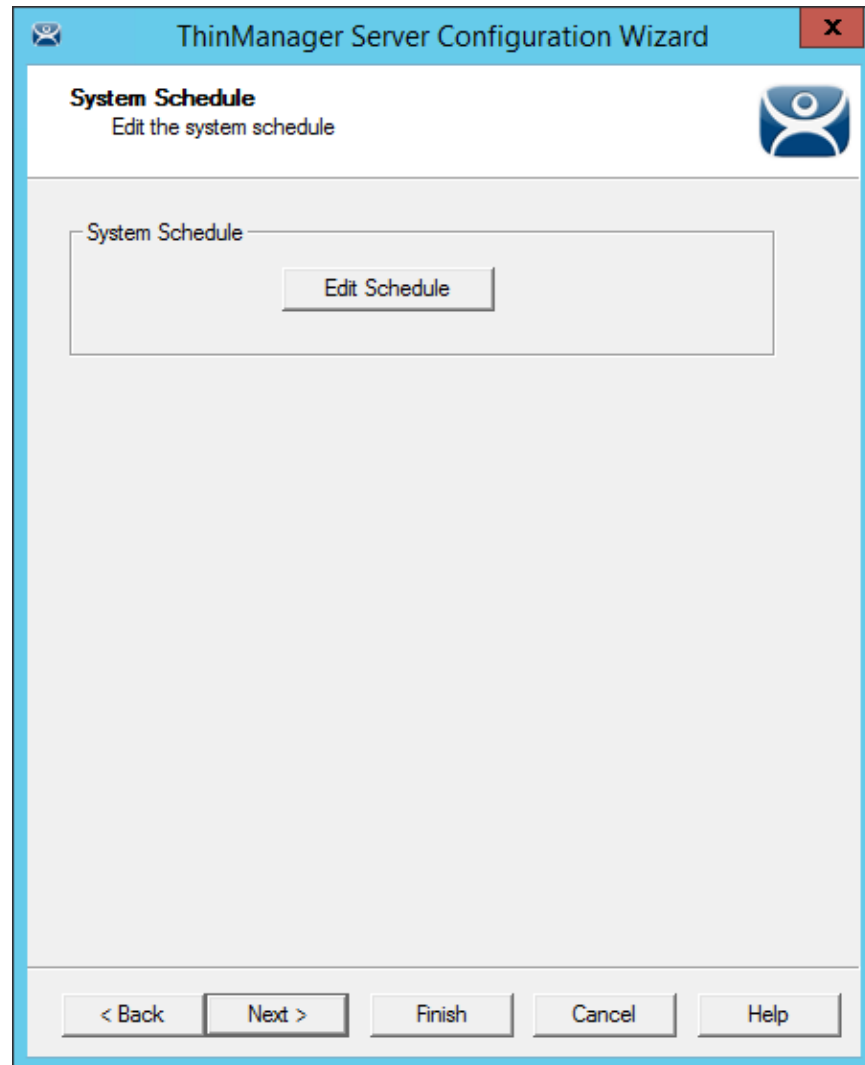 ThinManager Server Configuration Wizard
x
System Schedule
Edit the system schedule
System Schedule
Edit Schedule
< Back Next > Finish Cancel Help